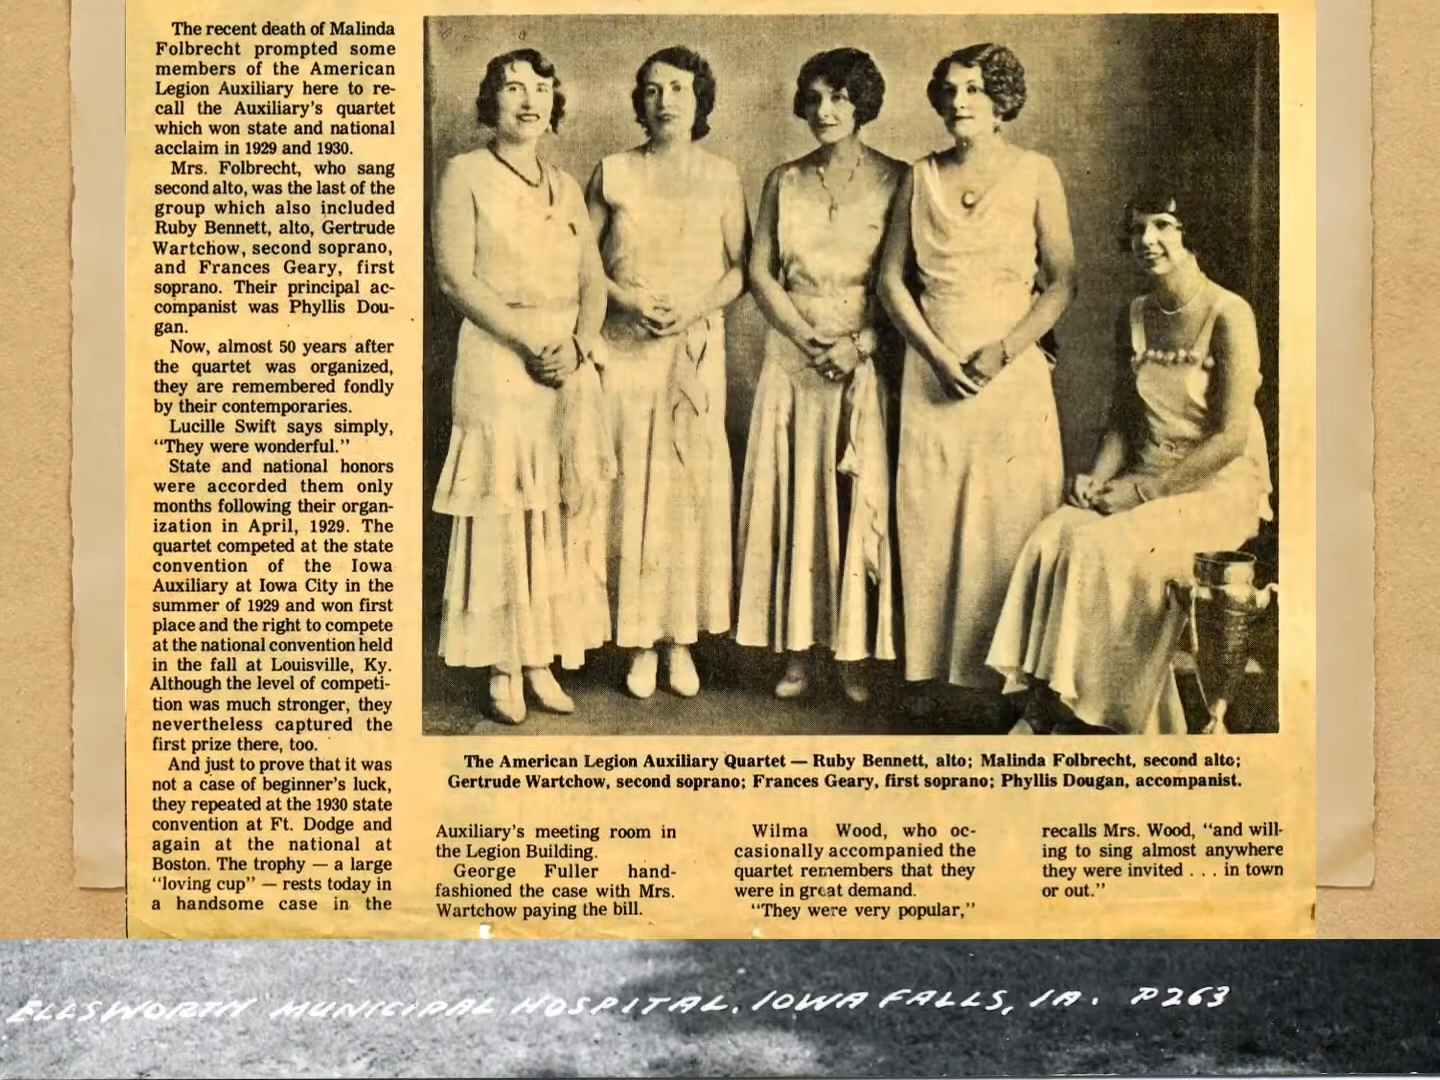 The recent death of Malinda
Folbrecht prompted some
members of the American
Legion Auxiliary here to re-
call the Auxiliary's quartet
which won state and national
acclaim in 1929 and 1930.
Mrs. Folbrecht, who sang
second alto, was the last of the
group which also included
Ruby Bennett, alto, Gertrude
Wartchow, second soprano,
and Frances Geary, first
soprano. Their principal ac-
companist was Phyllis Dou-
gan.
Now, almost 50 years after
the quartet was organized,
they are remembered fondly
by their contemporaries.
Lucille Swift says simply,
“They were wonderful.”
State and national honors
were accorded them only
months following their organ-
ization in April, 1929. The
quartet competed at the state
convention of the Iowa
Auxiliary at Iowa City in the
summer of 1929 and won first
place and the right to compete
at the national convention held
in the fall at Louisville, Ky.
Although the level of competi-
tion was much stronger, they
nevertheless captured the
first prize there, too.
And just to prove that it was
not a case of beginner's luck,
they repeated at the 1930 state
convention at Ft. Dodge and
again at the national at
Boston. The trophy — a large
“loving cup” — rests today in
a handsome case in the
The American Legion Auxiliary Quartet — Ruby Bennett, alto; Malinda Folbrecht, second alto;
Gertrude Wartchow, second soprano; Frances Geary, first soprano; Phyllis Dougan, accompanist.
Auxiliary's meeting room in
the Legion Building.
George Fuller hand-
fashioned the case with Mrs.
Wartchow paying the bill.
Wilma Wood, who oc-
casionally accompanied the
quartet remembers that they
were in great demand.
“They were very popular,”
recalls Mrs. Wood, “and will-
ing to sing almost anywhere
they were invited . . . in town
or out.”
ELLSWORTH MUNICIPAL HOSPITAL. IOWA FALLS, IA. P263